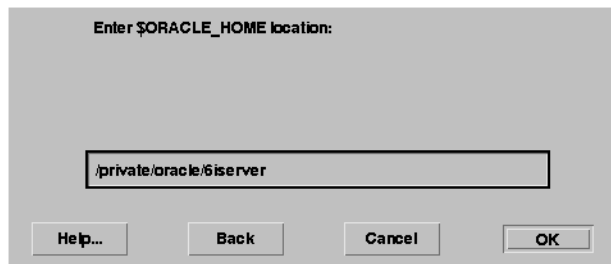 Enter $ORACLE_HOME location:
/private/oracle/6iserver
Help... Back Cancel OK